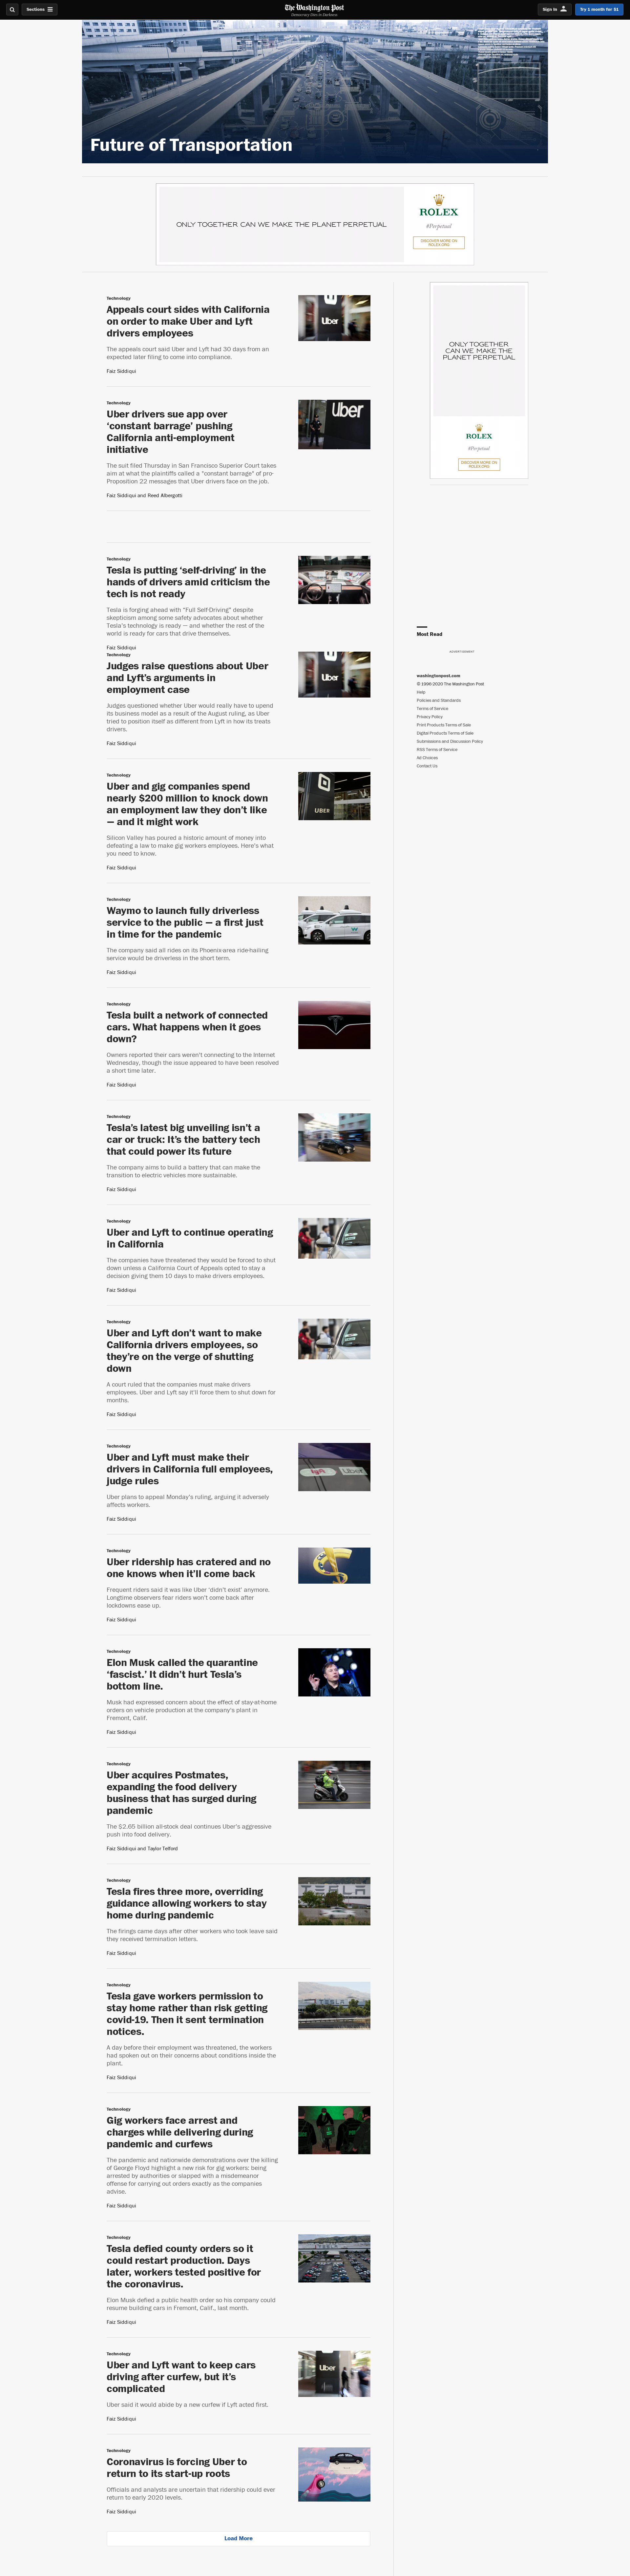 Sections
The Washington Post
Democracy Dies in Darkness
Sign In
Try 1 month for $1
Future of Transportation
ONLY TOGETHER CAN WE MAKE THE PLANET PERPETUAL
ROLEX
#Perpetual
DISCOVER MORE ON
ROLEX.ORG
Technology
Appeals court sides with California
on order to make Uber and Lyft
drivers employees
The appeals court said Uber and Lyft had 30 days from an
expected later filing to come into compliance.
Faiz Siddiqui
Uber
Technology
Uber drivers sue app over
‘constant barrage’ pushing
California anti-employment
initiative
The suit filed Thursday in San Francisco Superior Court takes
aim at what the plaintiffs called a "constant barrage" of pro-
Proposition 22 messages that Uber drivers face on the job.
Faiz Siddiqui and Reed Albergotti
Uber
Technology
Tesla is putting ‘self-driving’ in the
hands of drivers amid criticism the
tech is not ready
Tesla is forging ahead with “Full Self-Driving” despite
skepticism among some safety advocates about whether
Tesla’s technology is ready — and whether the rest of the
world is ready for cars that drive themselves.
Faiz Siddiqui
Technology
Judges raise questions about Uber
and Lyft’s arguments in
employment case
Judges questioned whether Uber would really have to upend
its business model as a result of the August ruling, as Uber
tried to position itself as different from Lyft in how its treats
drivers.
Faiz Siddiqui
Uber
Technology
Uber and gig companies spend
nearly $200 million to knock down
an employment law they don’t like
— and it might work
Silicon Valley has poured a historic amount of money into
defeating a law to make gig workers employees. Here’s what
you need to know.
Faiz Siddiqui
UBER
Technology
Waymo to launch fully driverless
service to the public — a first just
in time for the pandemic
The company said all rides on its Phoenix-area ride-hailing
service would be driverless in the short term.
Faiz Siddiqui
Technology
Tesla built a network of connected
cars. What happens when it goes
down?
Owners reported their cars weren't connecting to the Internet
Wednesday, though the issue appeared to have been resolved
a short time later.
Faiz Siddiqui
Technology
Tesla’s latest big unveiling isn’t a
car or truck: It’s the battery tech
that could power its future
The company aims to build a battery that can make the
transition to electric vehicles more sustainable.
Faiz Siddiqui
Technology
Uber and Lyft to continue operating
in California
The companies have threatened they would be forced to shut
down unless a California Court of Appeals opted to stay a
decision giving them 10 days to make drivers employees.
Faiz Siddiqui
Technology
Uber and Lyft don’t want to make
California drivers employees, so
they’re on the verge of shutting
down
A court ruled that the companies must make drivers
employees. Uber and Lyft say it’ll force them to shut down for
months.
Faiz Siddiqui
Technology
Uber and Lyft must make their
drivers in California full employees,
judge rules
Uber plans to appeal Monday’s ruling, arguing it adversely
affects workers.
Faiz Siddiqui
lyft
Uber
Technology
Uber ridership has cratered and no
one knows when it’ll come back
Frequent riders said it was like Uber ‘didn’t exist’ anymore.
Longtime observers fear riders won’t come back after
lockdowns ease up.
Faiz Siddiqui
Technology
Elon Musk called the quarantine
‘fascist.’ It didn’t hurt Tesla’s
bottom line.
Musk had expressed concern about the effect of stay-at-home
orders on vehicle production at the company's plant in
Fremont, Calif.
Faiz Siddiqui
Technology
Uber acquires Postmates,
expanding the food delivery
business that has surged during
pandemic
The $2.65 billion all-stock deal continues Uber’s aggressive
push into food delivery.
Faiz Siddiqui and Taylor Telford
Technology
Tesla fires three more, overriding
guidance allowing workers to stay
home during pandemic
The firings came days after other workers who took leave said
they received termination letters.
Faiz Siddiqui
TESLA
Technology
Tesla gave workers permission to
stay home rather than risk getting
covid-19. Then it sent termination
notices.
A day before their employment was threatened, the workers
had spoken out on their concerns about conditions inside the
plant.
Faiz Siddiqui
TESLA
Technology
Gig workers face arrest and
charges while delivering during
pandemic and curfews
The pandemic and nationwide demonstrations over the killing
of George Floyd highlight a new risk for gig workers: being
arrested by authorities or slapped with a misdemeanor
offense for carrying out orders exactly as the companies
advise.
Faiz Siddiqui
Technology
Tesla defied county orders so it
could restart production. Days
later, workers tested positive for
the coronavirus.
Elon Musk defied a public health order so his company could
resume building cars in Fremont, Calif., last month.
Faiz Siddiqui
Technology
Uber and Lyft want to keep cars
driving after curfew, but it’s
complicated
Uber said it would abide by a new curfew if Lyft acted first.
Faiz Siddiqui
Uber
Technology
Coronavirus is forcing Uber to
return to its start-up roots
Officials and analysts are uncertain that ridership could ever
return to early 2020 levels.
Faiz Siddiqui
Load More
ONLY TOGETHER
CAN WE MAKE THE
PLANET PERPETUAL
ROLEX
#Perpetual
DISCOVER MORE ON
ROLEX.ORG
Most Read
ADVERTISEMENT
washingtonpost.com
© 1996-2020 The Washington Post
Help
Policies and Standards
Terms of Service
Privacy Policy
Print Products Terms of Sale
Digital Products Terms of Sale
Submissions and Discussion Policy
RSS Terms of Service
Ad Choices
Contact Us